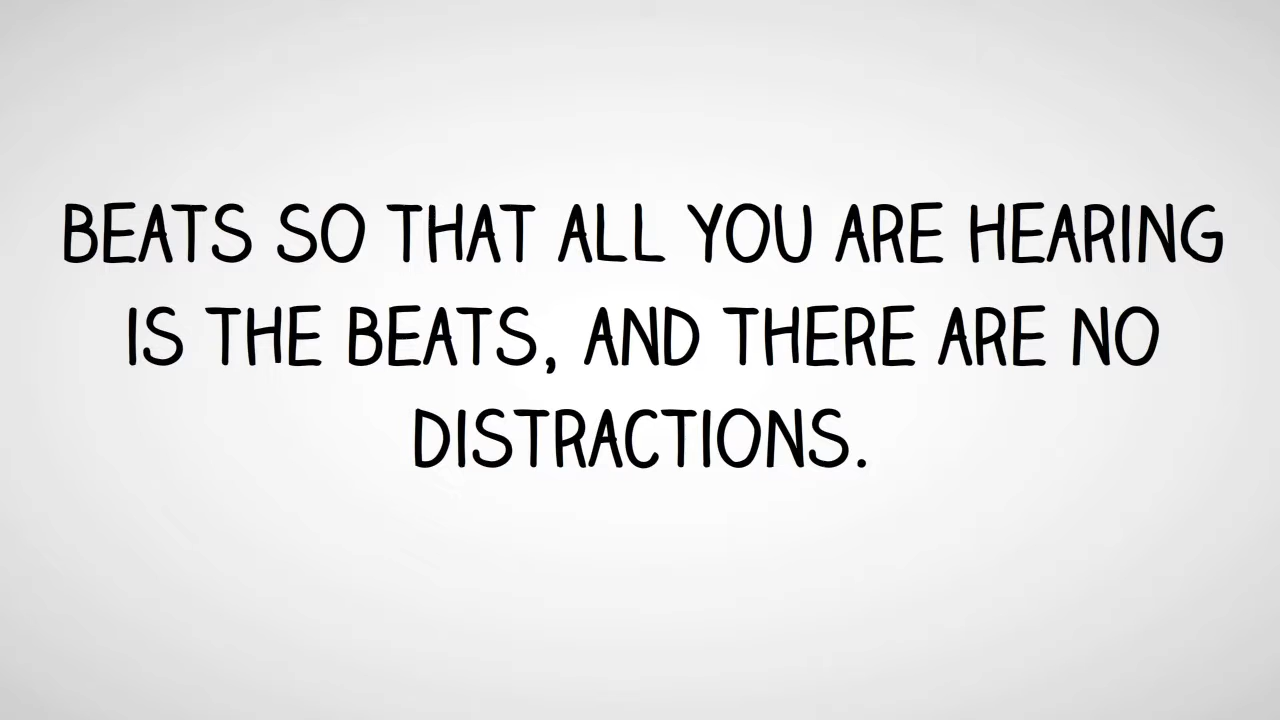 BEATS SO THAT ALL YOU ARE HEARING
IS THE BEATS, AND THERE ARE NO
DISTRACTIONS.